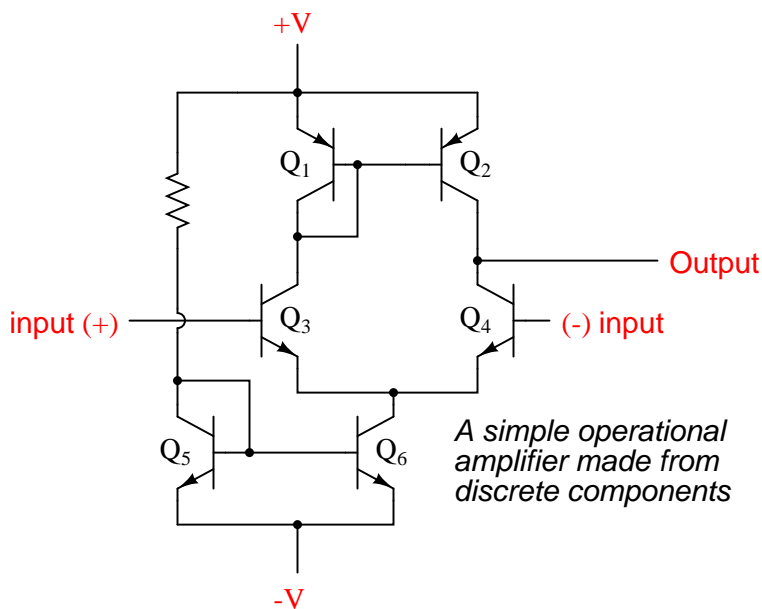 +V
Q1
Q2
Output
input (+)
Q3
Q4
(-) input
Q5
Q6
A simple operational
amplifier made from
discrete components
-V